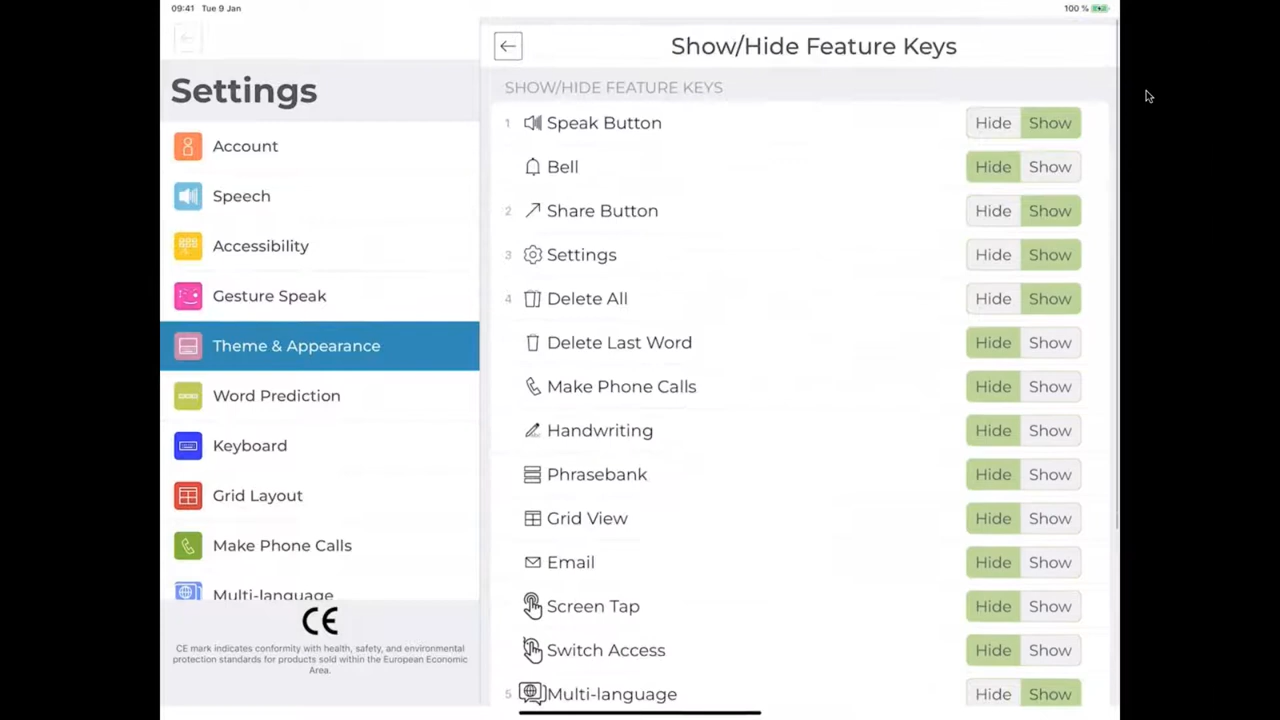 09:41 Tue 9 Jan
100 %
Settings
Account
Speech
Accessibility
Gesture Speak
Theme & Appearance
Word Prediction
Keyboard
Grid Layout
Make Phone Calls
Multi-language
CE
CE mark indicates conformity with health, safety, and environmental
protection standards for products sold within the European Economic
Area.
Show/Hide Feature Keys
SHOW/HIDE FEATURE KEYS
1 Speak Button Hide Show
Bell Hide Show
2 Share Button Hide Show
3 Settings Hide Show
4 Delete All Hide Show
Delete Last Word Hide Show
Make Phone Calls Hide Show
Handwriting Hide Show
Phrasebank Hide Show
Grid View Hide Show
Email Hide Show
Screen Tap Hide Show
Switch Access Hide Show
5 Multi-language Hide Show